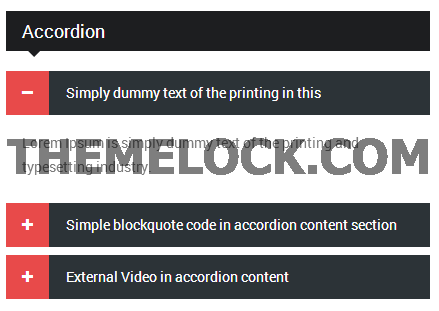 Accordion
Simply dummy text of the printing in this
Lorem Ipsum is simply dummy text of the printing and
THEMELOCK.COM
typesetting industry.
Simple blockquote code in accordion content section
External Video in accordion content